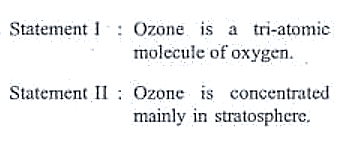 Statement I : Ozone is a tri-atomic
molecule of oxygen.
Statement II : Ozone is concentrated
mainly in stratosphere.